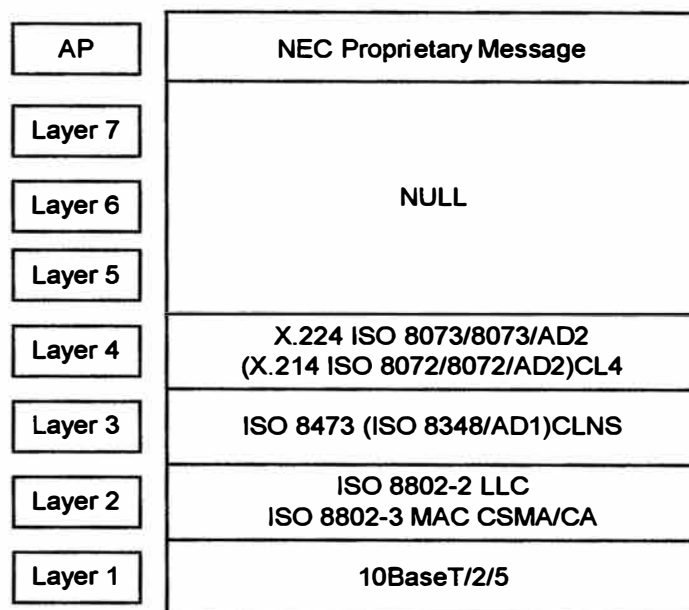 AP NEC Proprietary Message
Layer 7
Layer 6 NULL
Layer 5
Layer 4 X.224 ISO 8073/8073/AD2
(X.214 ISO 8072/8072/AD2)CL4
Layer 3 ISO 8473 (ISO 8348/AD1)CLNS
Layer 2 ISO 8802-2 LLC
ISO 8802-3 MAC CSMA/CA
Layer 1 10BaseT/2/5